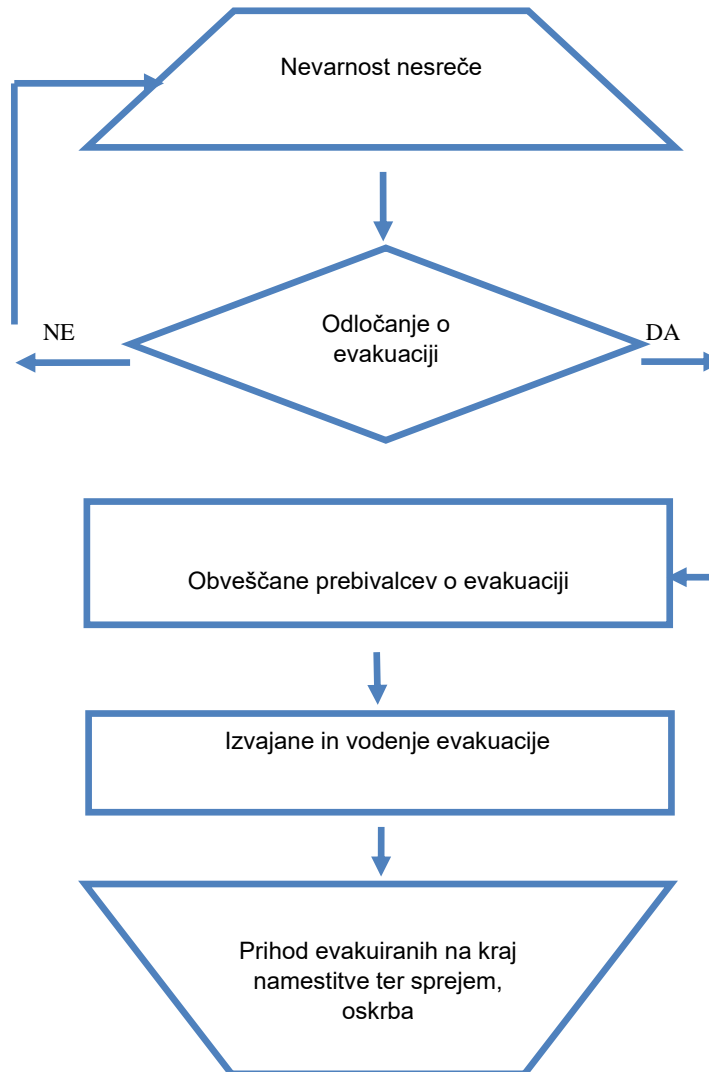 Nevarnost nesreče
Odločanje o
evakuaciji
NE
DA
Obveščane prebivalcev o evakuaciji
Izvajane in vodenje evakuacije
Prihod evakuiranih na kraj
namestitve ter sprejem,
oskrba